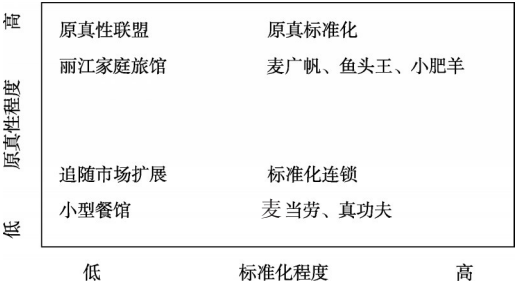 高
原真性程度
低
原真性联盟
原真标准化
丽江家庭旅馆
麦广帆、鱼头王、小肥羊
追随市场扩展
标准化连锁
小型餐馆
麦当劳、真功夫
低
标准化程度
高